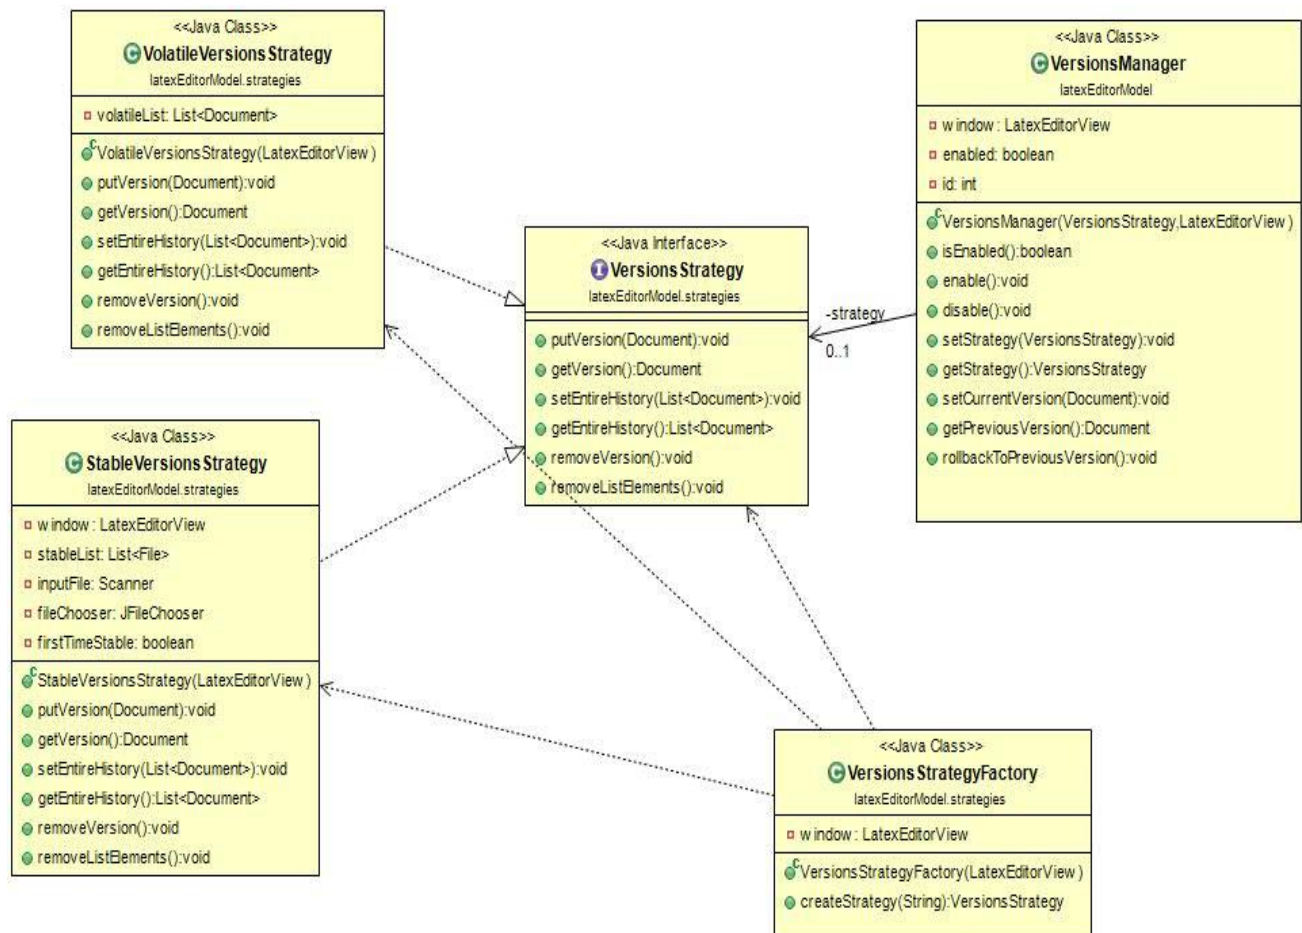 <<Java Class>>
VolatileVersionsStrategy
latexEditorModel.strategies
volatileList: List<Document>
VolatileVersionsStrategy(LatexEditorView)
putVersion(Document):void
getVersion():Document
setEntireHistory(List<Document>):void
getEntireHistory():List<Document>
removeVersion():void
removeListElements():void
<<Java Class>>
VersionsManager
latexEditorModel
window: LatexEditorView
enabled: boolean
id: int
VersionsManager(VersionsStrategy,LatexEditorView)
isEnabled():boolean
enable():void
disable():void
setStrategy(VersionsStrategy):void
getStrategy():VersionsStrategy
setCurrentVersion(Document):void
getPreviousVersion():Document
rollbackToPreviousVersion():void
<<Java Interface>>
VersionsStrategy
latexEditorModel.strategies
putVersion(Document):void
getVersion():Document
setEntireHistory(List<Document>):void
getEntireHistory():List<Document>
removeVersion():void
removeListElements():void
-strategy
0..1
<<Java Class>>
StableVersionsStrategy
latexEditorModel.strategies
window: LatexEditorView
stableList: List<File>
inputFile: Scanner
fileChooser: JFileChooser
firstTimeStable: boolean
StableVersionsStrategy(LatexEditorView)
putVersion(Document):void
getVersion():Document
setEntireHistory(List<Document>):void
getEntireHistory():List<Document>
removeVersion():void
removeListElements():void
<<Java Class>>
VersionsStrategyFactory
latexEditorModel.strategies
window: LatexEditorView
VersionsStrategyFactory(LatexEditorView)
createStrategy(String):VersionsStrategy